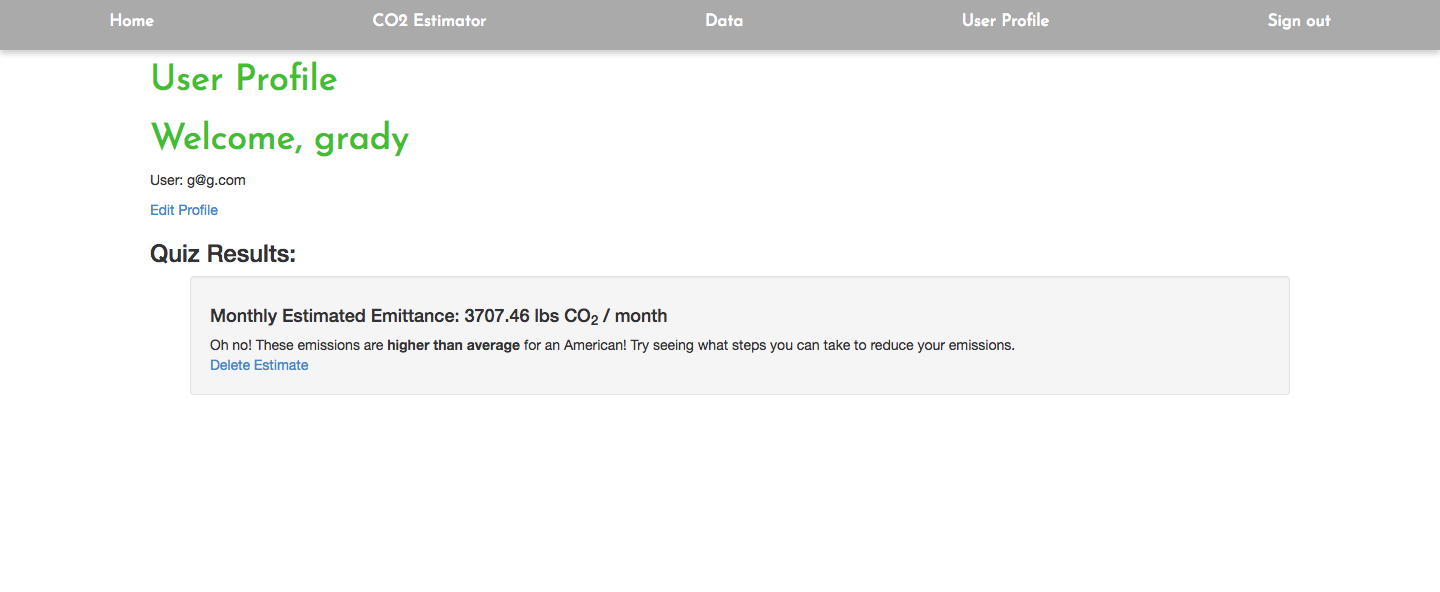 Home CO2 Estimator Data User Profile Sign out
User Profile
Welcome, grady
User: g@g.com
Edit Profile
Quiz Results:
Monthly Estimated Emittance: 3707.46 lbs CO₂ / month
Oh no! These emissions are higher than average for an American! Try seeing what steps you can take to reduce your emissions.
Delete Estimate